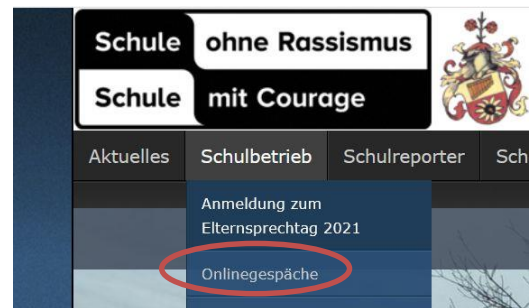 Schule ohne Rassismus
Schule mit Courage
Aktuelles Schulbetrieb Schulreporter Sch
Anmeldung zum
Elternsprechtag 2021
Onlinegespäche